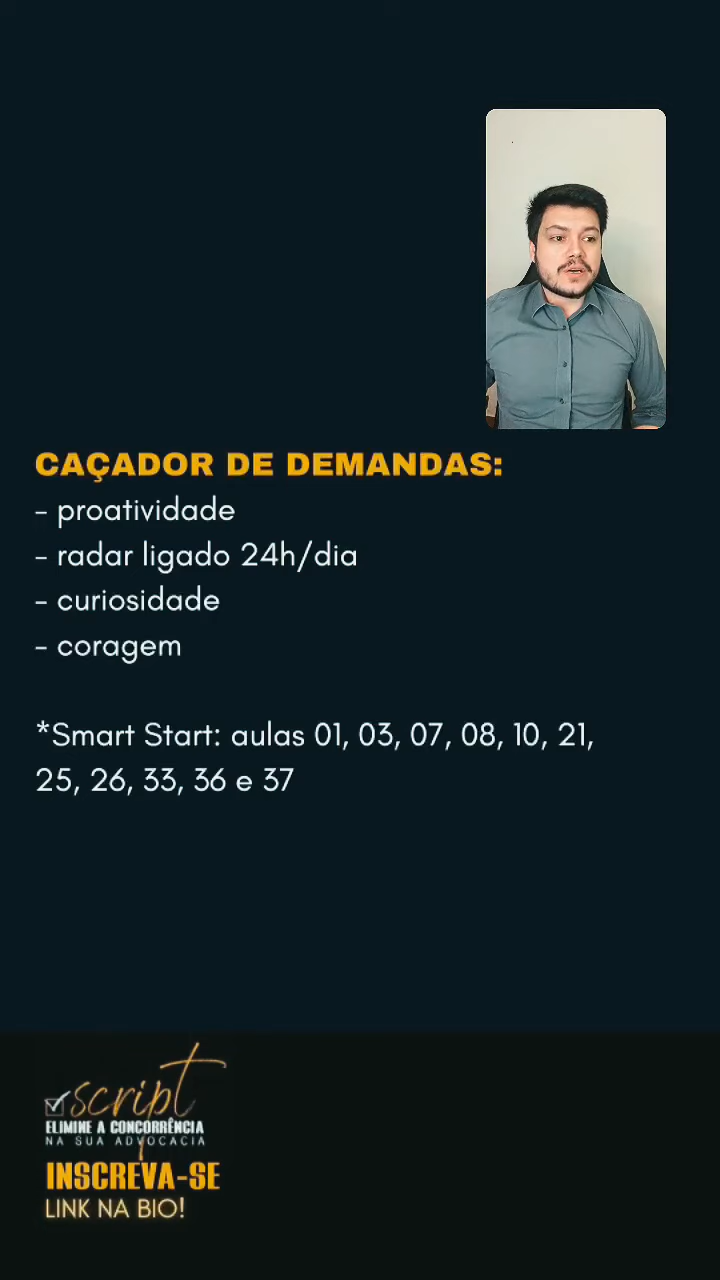 CAÇADOR DE DEMANDAS:
- proatividade
- radar ligado 24h/dia
- curiosidade
- coragem
*Smart Start: aulas 01, 03, 07, 08, 10, 21,
25, 26, 33, 36 e 37
script
ELIMINE A CONCORRÊNCIA
NA SUA ADVOCACIA
INSCREVA-SE
LINK NA BIO!